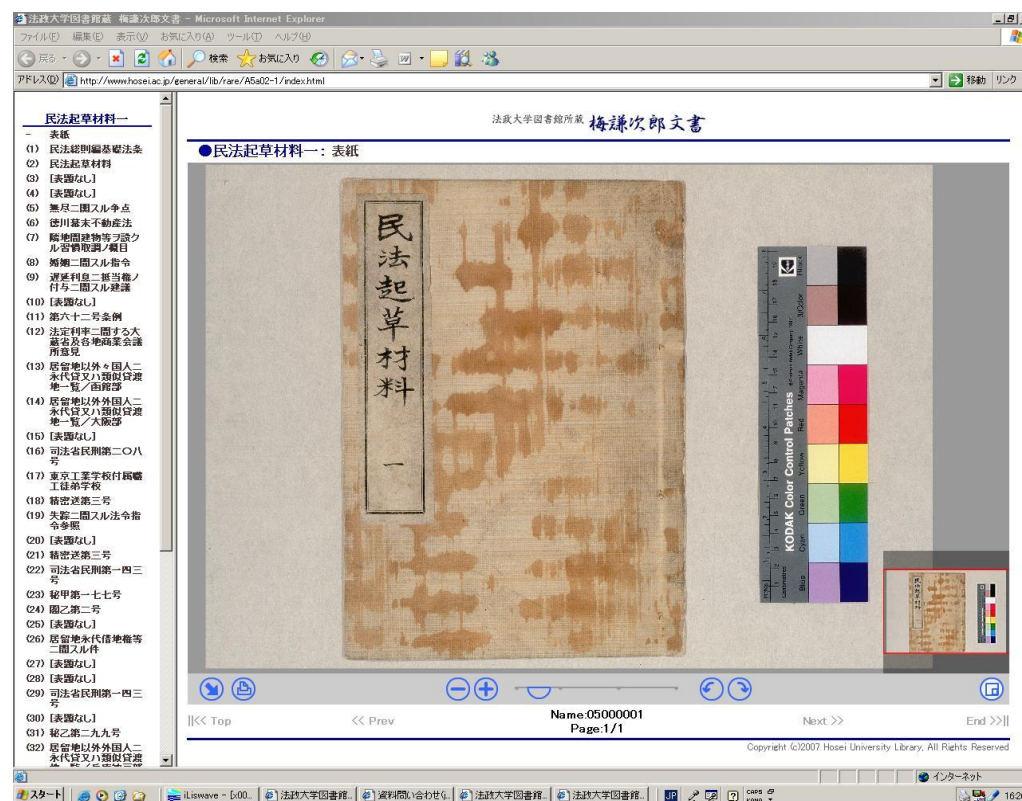 法政大学図書館蔵 梅謙次郎文書 - Microsoft Internet Explorer
ファイル(F) 編集(E) 表示(V) お気に入り(A) ツール(T) ヘルプ(H)
戻る 検索 お気に入り
アドレス(D) http://www.hosei.ac.jp/general/lib/rare/A5a02-1/index.html 移動 リンク
民法起草材料一
- 表紙
(1) 民法総則編基礎法条
(2) 民法起草材料
(3) [表題なし]
(4) [表題なし]
(5) 無尽ニ関スル争点
(6) 徳川幕末不動産法
(7) 隣地間建物等ヲ設ク
ル習慣取調ノ概目
(8) 婚姻ニ関スル指令
(9) 遅延利息ニ抵当権ノ
付与ニ関スル建議
(10) [表題なし]
(11) 第六十二号条例
(12) 法定利率ニ関する大
蔵省及各地商業会議
所意見
(13) 居留地以外々国人ニ
永代貸又ハ類似貸渡
地一覧/函館部
(14) 居留地以外外国人ニ
永代貸又ハ類似貸渡
地一覧/大阪部
(15) [表題なし]
(16) 司法省民刑第二〇八
号
(17) 東京工業学校付属職
工徒弟学校
(18) 精密送第三号
(19) 失踪ニ関スル法令指
令参照
(20) [表題なし]
(21) 精密送第三号
(22) 司法省民刑第一四三
号
(23) 秘甲第一七七号
(24) 閣乙第二号
(25) [表題なし]
(26) 居留地永代借地権等
ニ関スル件
(27) [表題なし]
(28) [表題なし]
(29) 司法省民刑第一四三
号
(30) [表題なし]
(31) 秘乙第二九九号
(32) 居留地以外外国人ニ
永代貸又ハ類似貸渡
法政大学図書館所蔵 梅謙次郎文書
●民法起草材料一: 表紙
民法起草材料 一
KODAK Color Control Patches
Blue
Cyan
Green
Yellow
Red
Magenta
White
3/Color
Black
||<< Top << Prev Name:05000001 Next >> End >>||
Page:1/1
Copyright (c)2007 Hosei University Library, All Rights Reserved
インターネット
スタート iLiswave - [x00... 法政大学図書館... 資料問い合わせ(... 法政大学図書館... 法政大学図書館... JP CAPS KANA 16:20